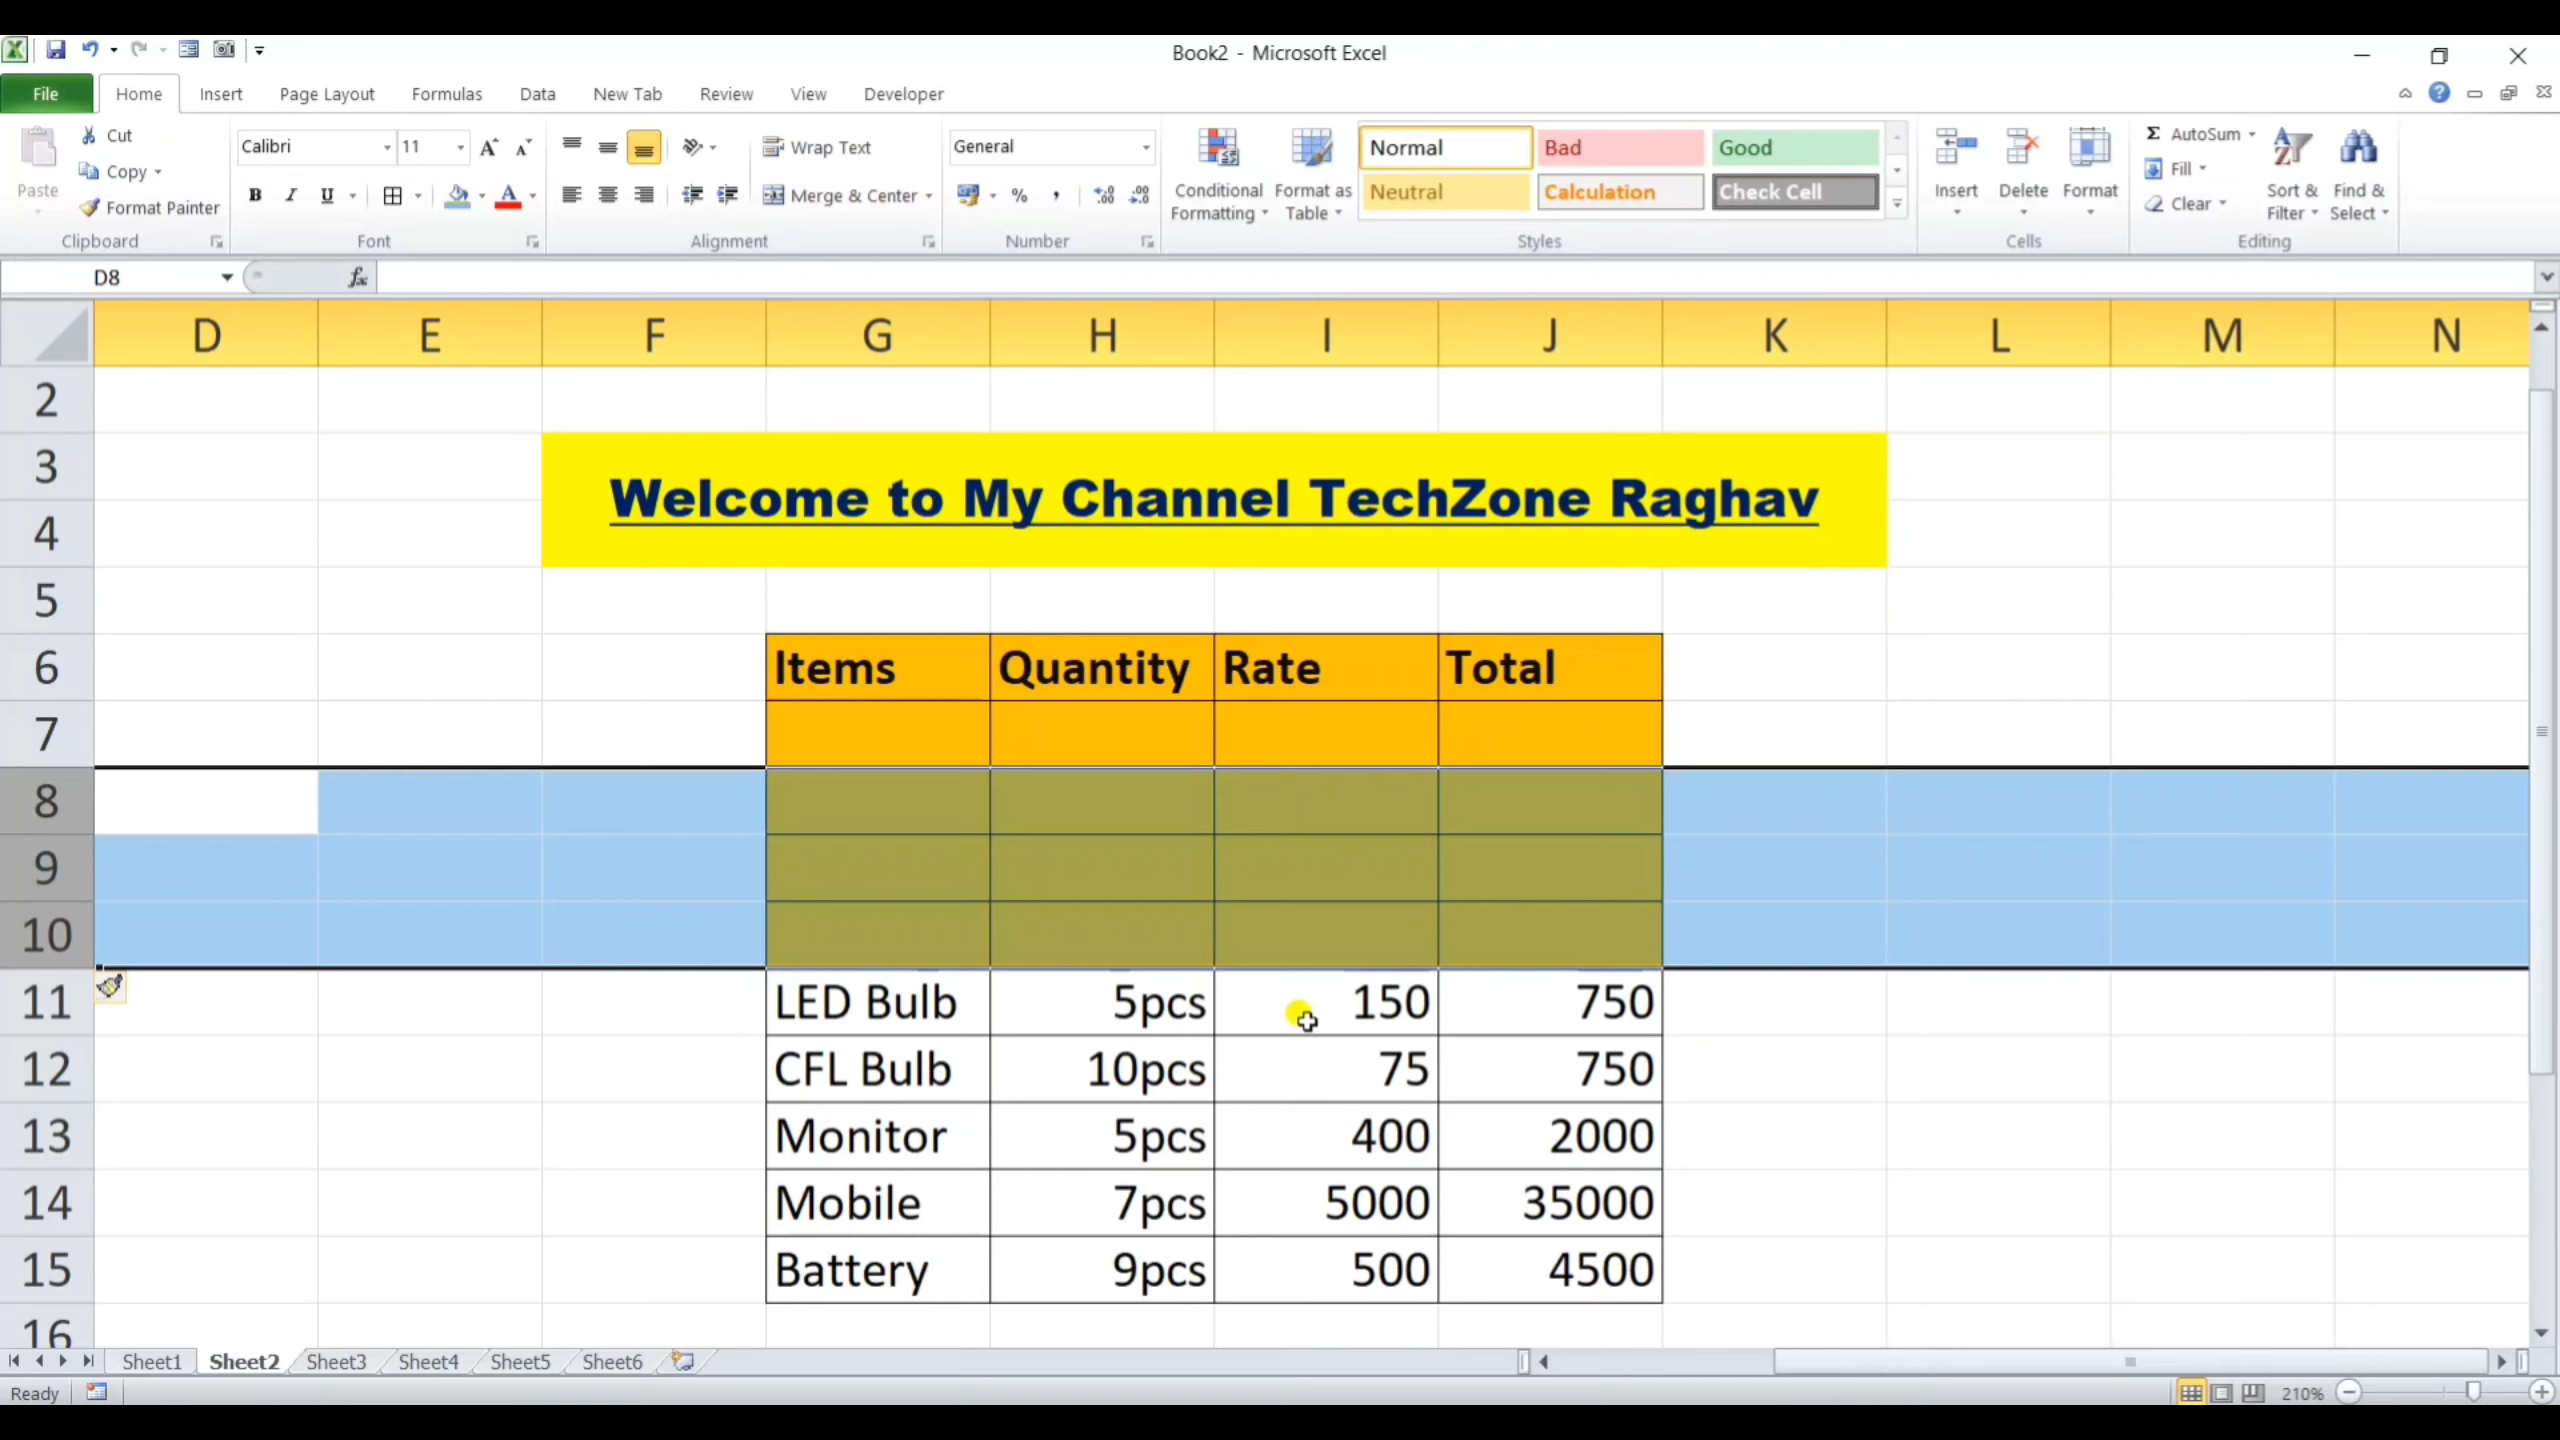 Book2 - Microsoft Excel
File Home Insert Page Layout Formulas Data New Tab Review View Developer
Paste
Cut
Copy
Format Painter
Clipboard
Calibri 11
B I U A
Font
Wrap Text
Merge & Center
Alignment
General
% ,
Number
Conditional Formatting
Format as Table
Normal Bad Good
Neutral Calculation Check Cell
Styles
Insert Delete Format
Cells
Σ AutoSum
Fill
Clear
Sort & Filter
Find & Select
Editing
D8 fx
D E F G H I J K L M N
2
3
Welcome to My Channel TechZone Raghav
4
5
6 Items Quantity Rate Total
7
8
9
10
11 LED Bulb 5pcs 150 750
12 CFL Bulb 10pcs 75 750
13 Monitor 5pcs 400 2000
14 Mobile 7pcs 5000 35000
15 Battery 9pcs 500 4500
16
Sheet1 Sheet2 Sheet3 Sheet4 Sheet5 Sheet6
Ready 210%